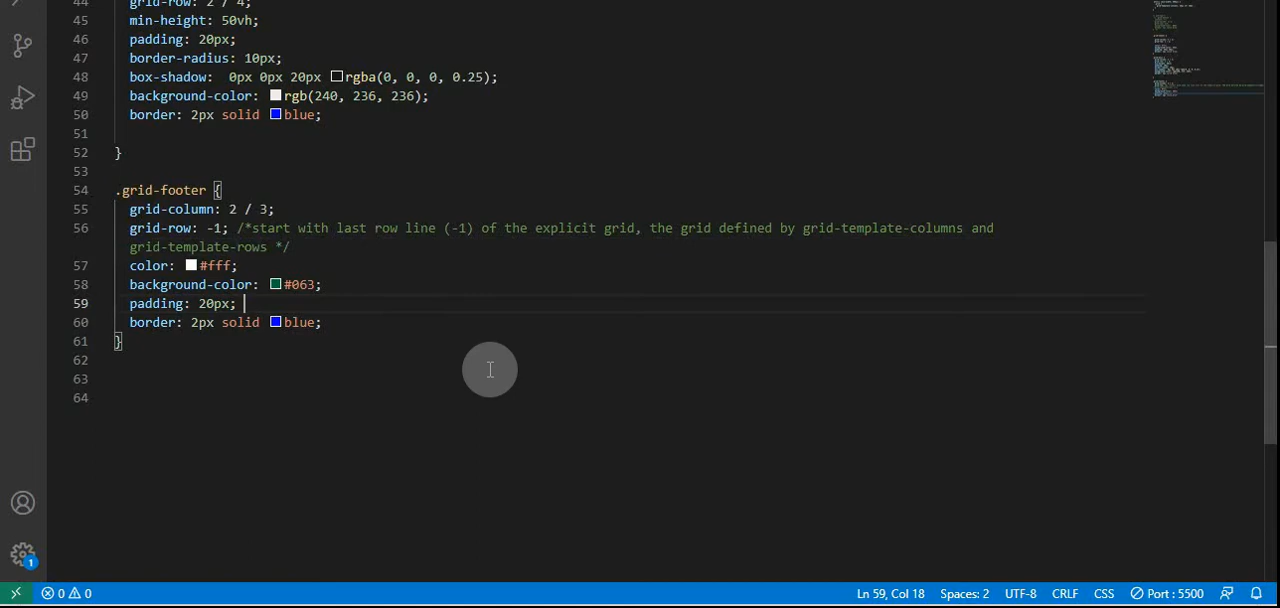 44 grid-row: 2 / 4;
45 min-height: 50vh;
46 padding: 20px;
47 border-radius: 10px;
48 box-shadow:  0px 0px 20px rgba(0, 0, 0, 0.25);
49 background-color: rgb(240, 236, 236);
50 border: 2px solid blue;
51
52 }
53
54 .grid-footer {
55 grid-column: 2 / 3;
56 grid-row: -1; /*start with last row line (-1) of the explicit grid, the grid defined by grid-template-columns and
grid-template-rows */
57 color: #fff;
58 background-color: #063;
59 padding: 20px;
60 border: 2px solid blue;
61 }
62
63
64
1
0 0 Ln 59, Col 18 Spaces: 2 UTF-8 CRLF CSS Port : 5500